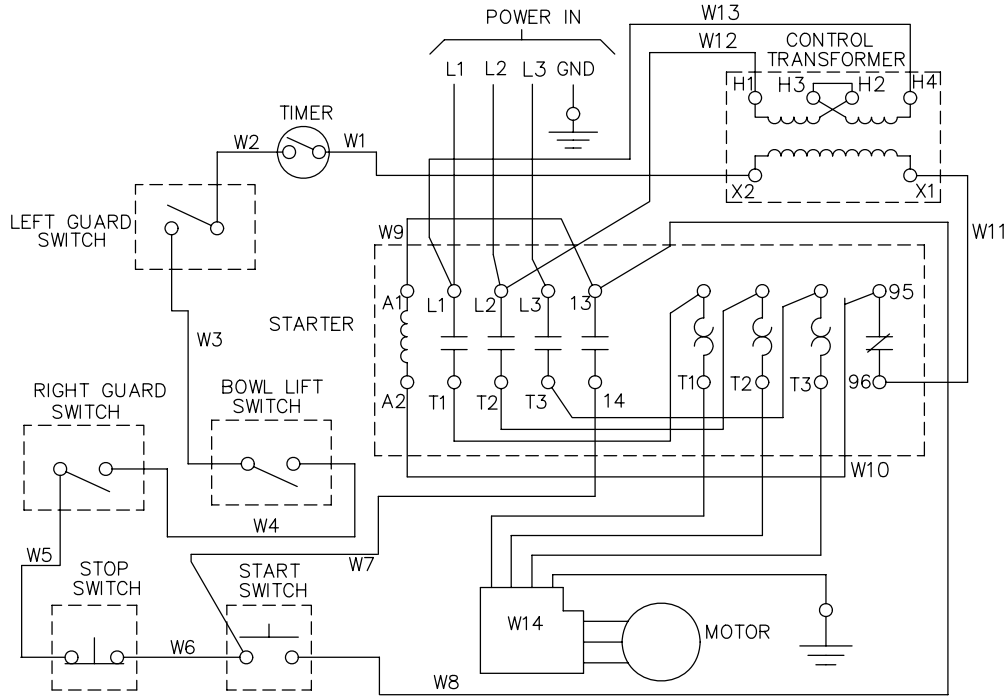 POWER IN
W13
W12
CONTROL
TRANSFORMER
L1 L2 L3 GND
H1 H3 H2 H4
TIMER
W2 W1
X2 X1
LEFT GUARD
SWITCH
W9
W11
A1 L1 L2 L3 13
95
STARTER
W3
RIGHT GUARD
SWITCH
BOWL LIFT
SWITCH
A2 T1 T2 T3 14
T1 T2 T3 96
W10
W4
W5
W7
STOP
SWITCH
START
SWITCH
W14
MOTOR
W6
W8